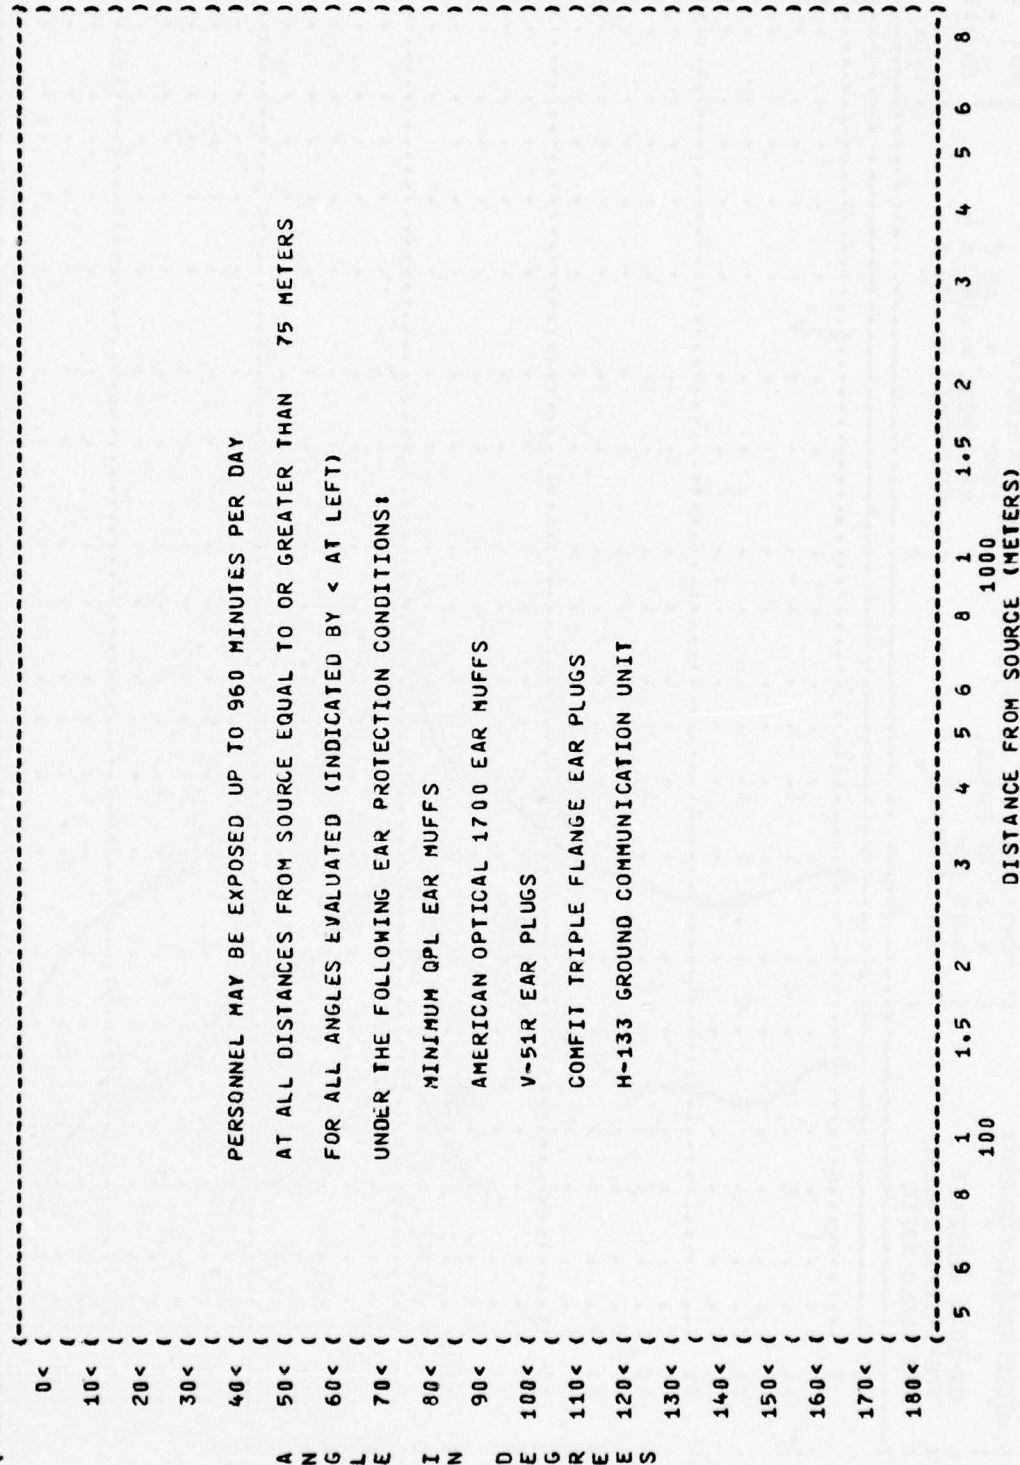 0<
10<
20<
30<
40< PERSONNEL MAY BE EXPOSED UP TO 960 MINUTES PER DAY
A 50< AT ALL DISTANCES FROM SOURCE EQUAL TO OR GREATER THAN 75 METERS
N
G 60< FOR ALL ANGLES EVALUATED (INDICATED BY < AT LEFT)
L
E 70< UNDER THE FOLLOWING EAR PROTECTION CONDITIONS:
I 80< MINIMUM QPL EAR MUFFS
N
90< AMERICAN OPTICAL 1700 EAR MUFFS
D
E 100< V-51R EAR PLUGS
G
R 110< COMFIT TRIPLE FLANGE EAR PLUGS
E
E 120< H-133 GROUND COMMUNICATION UNIT
S
130<
140<
150<
160<
170<
180<
5 6 8 1 1.5 2 3 4 5 6 8 1 1.5 2 3 4 5 6 8
100 1000
DISTANCE FROM SOURCE (METERS)